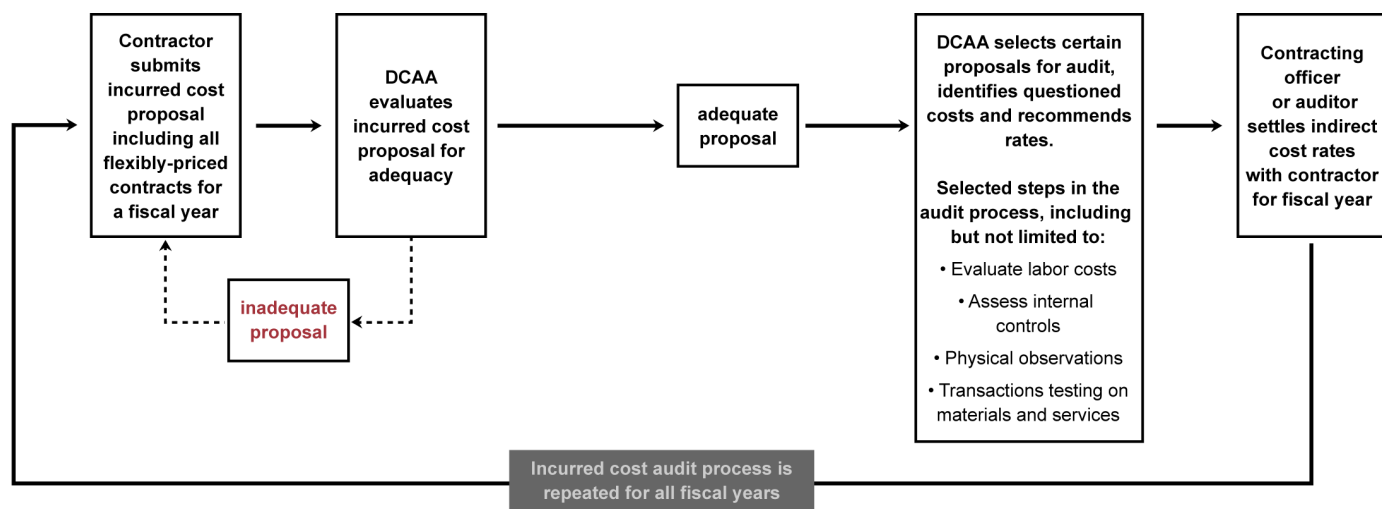 Contractor
submits
incurred cost
proposal
including all
flexibly-priced
contracts for
a fiscal year
DCAA
evaluates
incurred cost
proposal for
adequacy
inadequate
proposal
adequate
proposal
DCAA selects certain
proposals for audit,
identifies questioned
costs and recommends
rates.
Selected steps in the
audit process, including
but not limited to:
• Evaluate labor costs
• Assess internal
controls
• Physical observations
• Transactions testing on
materials and services
Contracting
officer
or auditor
settles indirect
cost rates
with contractor
for fiscal year
Incurred cost audit process is
repeated for all fiscal years